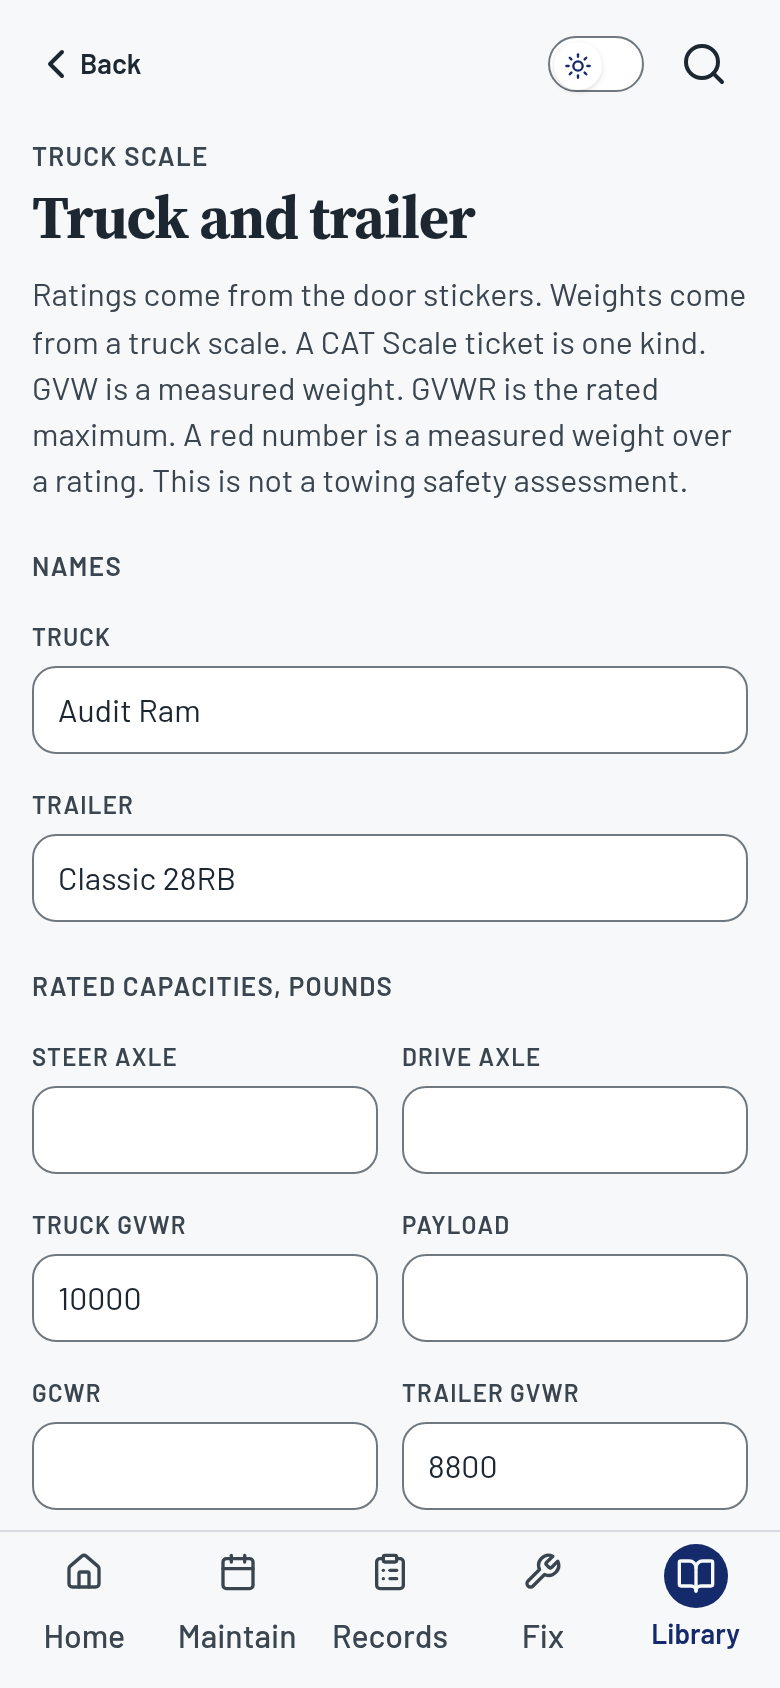 Back
TRUCK SCALE
Truck and trailer
Ratings come from the door stickers. Weights come
from a truck scale. A CAT Scale ticket is one kind.
GVW is a measured weight. GVWR is the rated
maximum. A red number is a measured weight over
a rating. This is not a towing safety assessment.
NAMES
TRUCK
Audit Ram
TRAILER
Classic 28RB
RATED CAPACITIES, POUNDS
STEER AXLE
DRIVE AXLE
TRUCK GVWR
PAYLOAD
10000
GCWR
TRAILER GVWR
8800
Home
Maintain
Records
Fix
Library